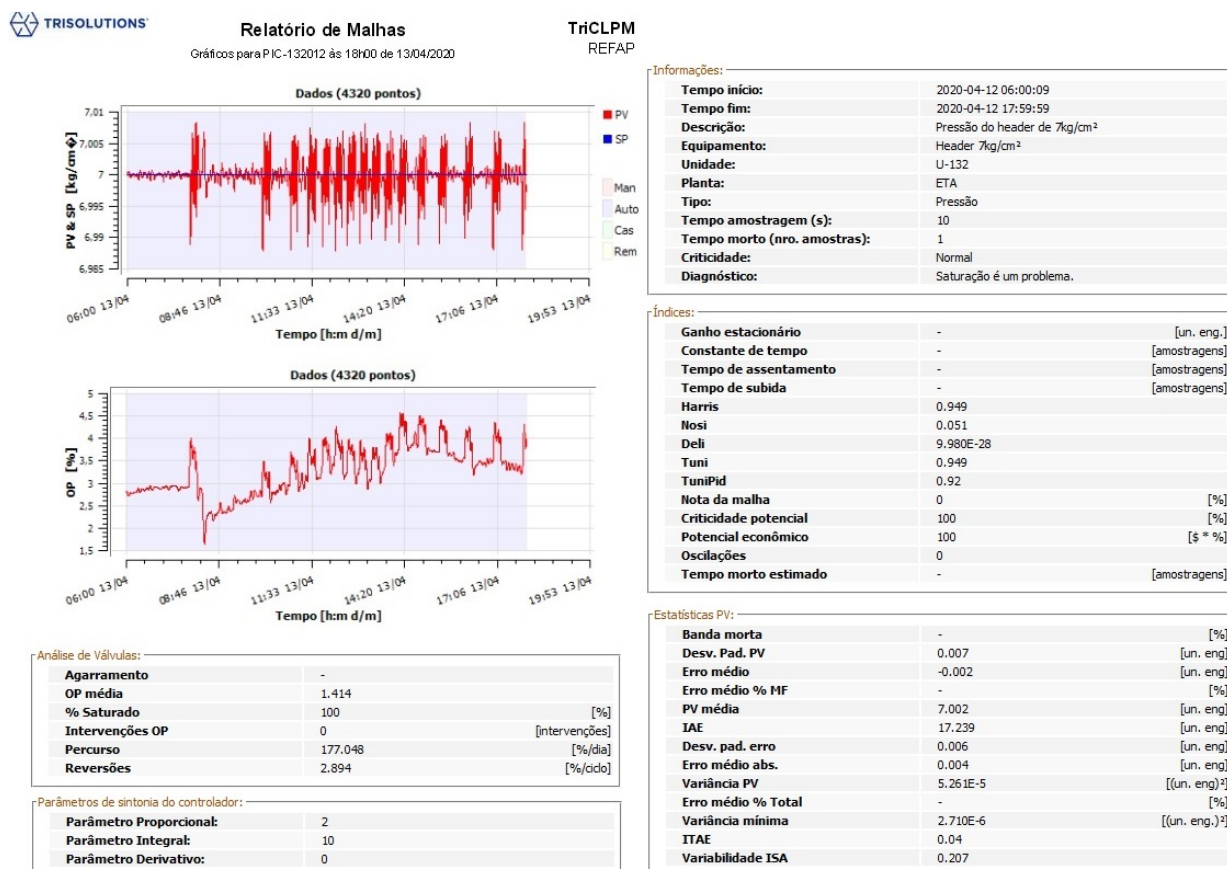 TRISOLUTIONS
Relatório de Malhas
TriCLPM
REFAP
Gráficos para PIC-132012 às 18h00 de 13/04/2020
Dados (4320 pontos)
PV & SP [kg/cm�]
7,01
7,005
7
6,995
6,99
6,985
06:00 13/04
08:46 13/04
11:33 13/04
14:20 13/04
17:06 13/04
19:53 13/04
Tempo [h:m d/m]
PV
SP
Man
Auto
Cas
Rem
Dados (4320 pontos)
OP [%]
5
4,5
4
3,5
3
2,5
2
1,5
06:00 13/04
08:46 13/04
11:33 13/04
14:20 13/04
17:06 13/04
19:53 13/04
Tempo [h:m d/m]
Análise de Válvulas:
Agarramento -
OP média 1.414
% Saturado 100 [%]
Intervenções OP 0 [intervenções]
Percurso 177.048 [%/dia]
Reversões 2.894 [%/ciclo]
Parâmetros de sintonia do controlador:
Parâmetro Proporcional: 2
Parâmetro Integral: 10
Parâmetro Derivativo: 0
Informações:
Tempo início: 2020-04-12 06:00:09
Tempo fim: 2020-04-12 17:59:59
Descrição: Pressão do header de 7kg/cm²
Equipamento: Header 7kg/cm²
Unidade: U-132
Planta: ETA
Tipo: Pressão
Tempo amostragem (s): 10
Tempo morto (nro. amostras): 1
Criticidade: Normal
Diagnóstico: Saturação é um problema.
Índices:
Ganho estacionário - [un. eng.]
Constante de tempo - [amostragens]
Tempo de assentamento - [amostragens]
Tempo de subida - [amostragens]
Harris 0.949
Nosi 0.051
Deli 9.980E-28
Tuni 0.949
TuniPid 0.92
Nota da malha 0 [%]
Criticidade potencial 100 [%]
Potencial econômico 100 [$ * %]
Oscilações 0
Tempo morto estimado - [amostragens]
Estatísticas PV:
Banda morta - [%]
Desv. Pad. PV 0.007 [un. eng]
Erro médio -0.002 [un. eng]
Erro médio % MF - [%]
PV média 7.002 [un. eng]
IAE 17.239 [un. eng]
Desv. pad. erro 0.006 [un. eng]
Erro médio abs. 0.004 [un. eng]
Variância PV 5.261E-5 [(un. eng)²]
Erro médio % Total - [%]
Variância mínima 2.710E-6 [(un. eng.)²]
ITAE 0.04
Variabilidade ISA 0.207